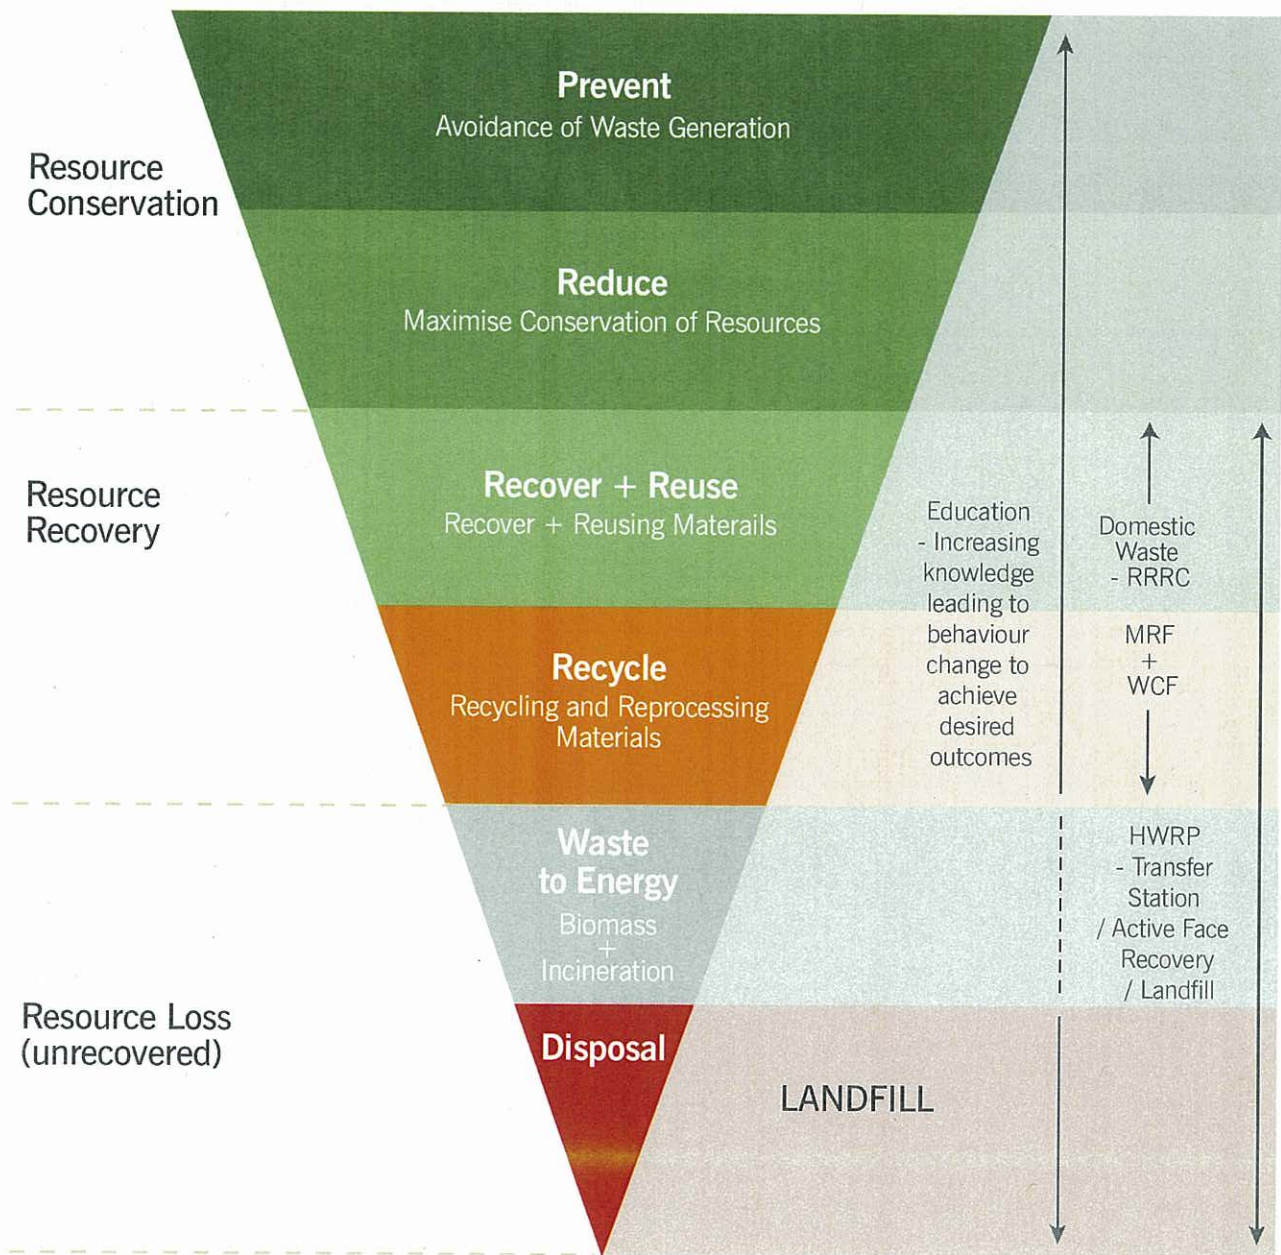 Prevent
Avoidance of Waste Generation
Resource
Conservation
Reduce
Maximise Conservation of Resources
Resource
Recovery
Recover + Reuse
Recover + Reusing Materails
Recycle
Recycling and Reprocessing
Materials
Education
- Increasing
knowledge
leading to
behaviour
change to
achieve
desired
outcomes
Domestic
Waste
- RRRC
MRF
+
WCF
Waste
to Energy
Biomass
+
Incineration
HWRP
- Transfer
Station
/ Active Face
Recovery
/ Landfill
Resource Loss
(unrecovered)
Disposal
LANDFILL